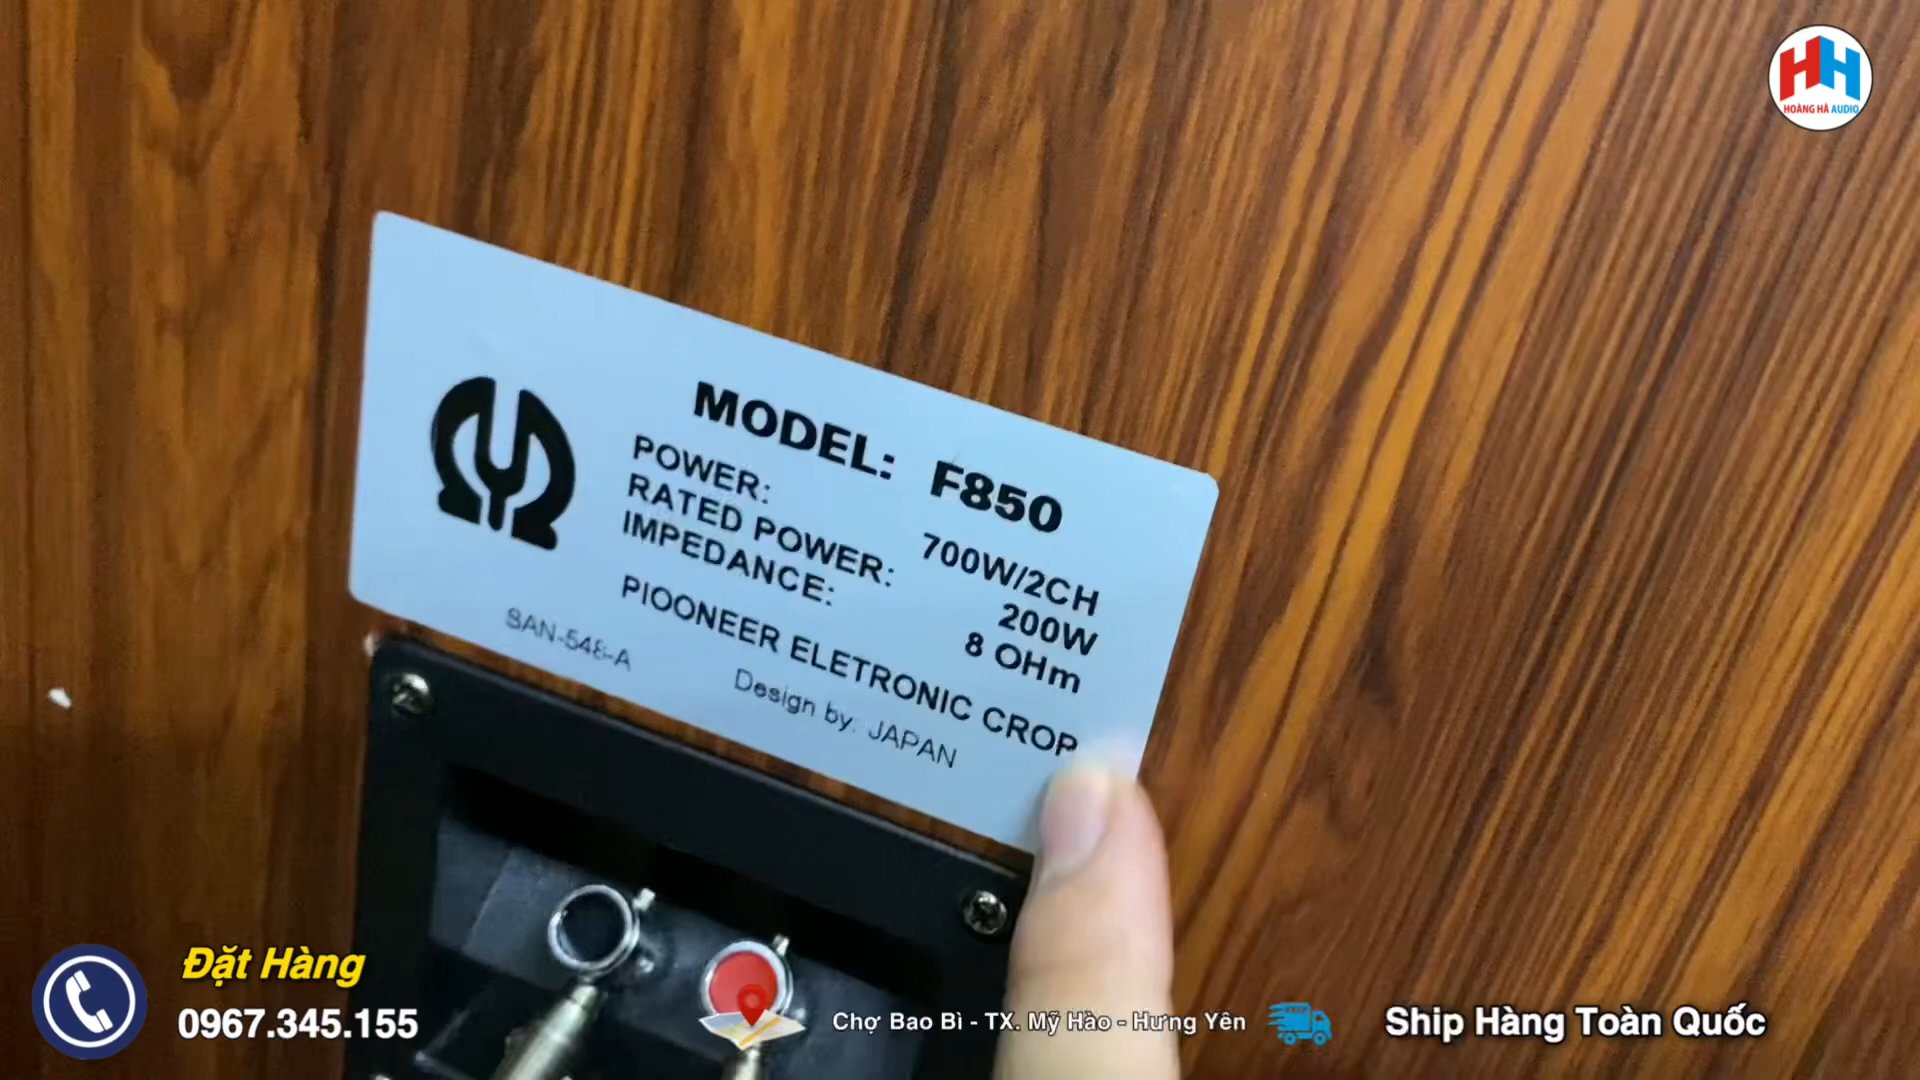 HOÀNG HÀ AUDIO
MODEL: F850
POWER: 700W/2CH
RATED POWER: 200W
IMPEDANCE: 8 OHm
PIOONEER ELETRONIC CROP
SAN-548-A
Design by: JAPAN
Đặt Hàng
0967.345.155
Chợ Bao Bì - TX. Mỹ Hào - Hưng Yên
Ship Hàng Toàn Quốc